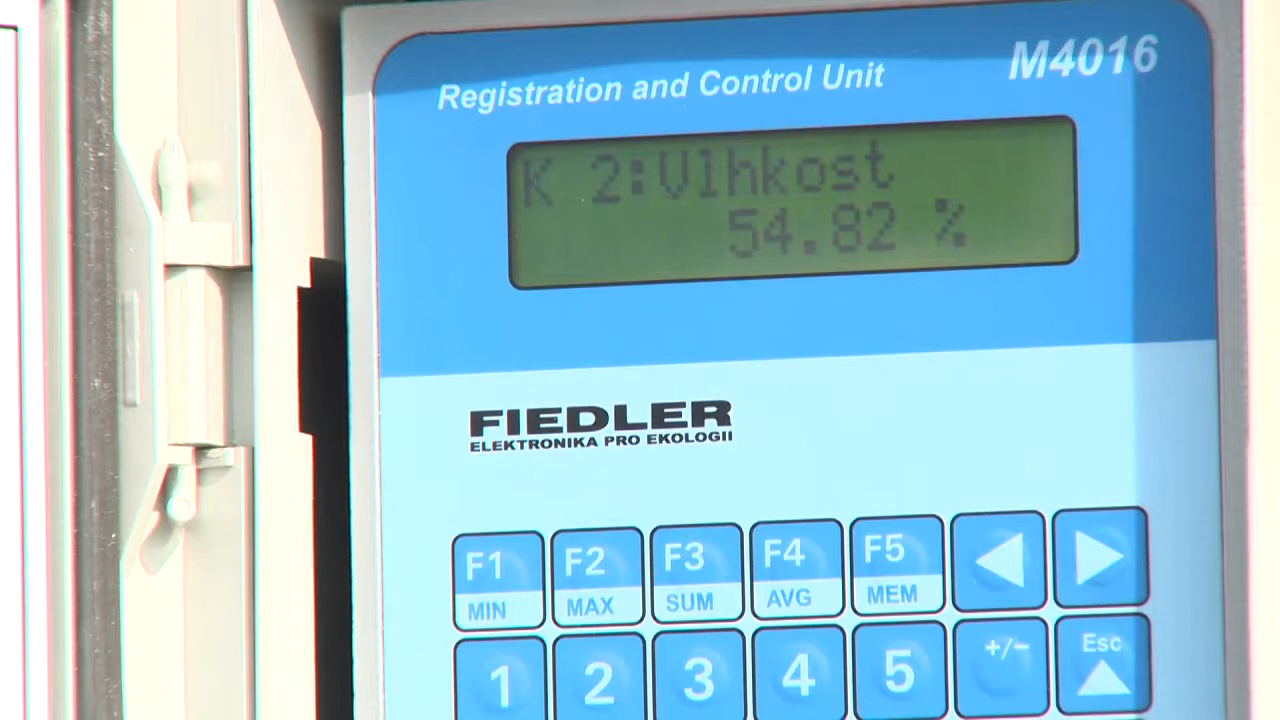 Registration and Control Unit
M4016
K 2:Vlhkost
54.82 %
FIEDLER
ELEKTRONIKA PRO EKOLOGII
F1 F2 F3 F4 F5
MIN MAX SUM AVG MEM
1 2 3 4 5 +/- Esc